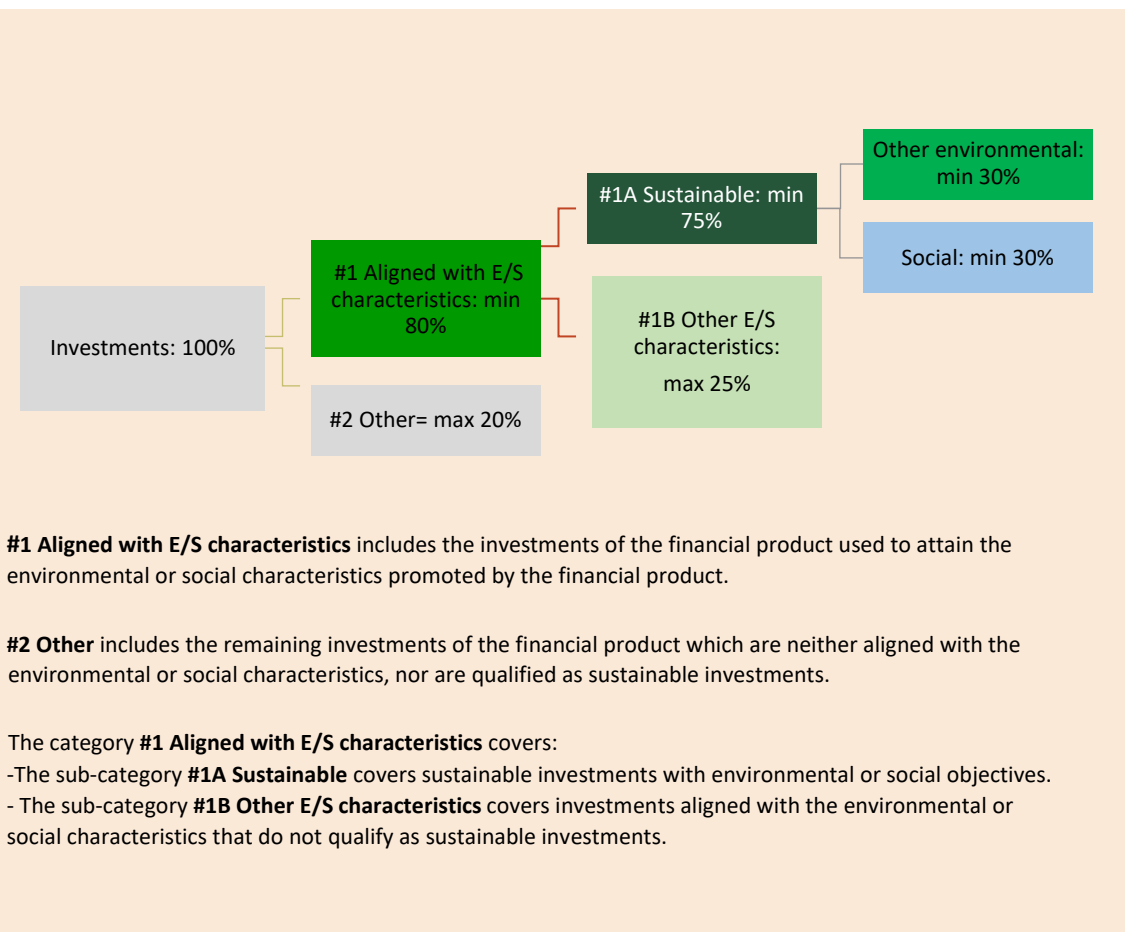 Investments: 100%
#1 Aligned with E/S
characteristics: min
80%
#2 Other= max 20%
#1A Sustainable: min
75%
#1B Other E/S
characteristics:
max 25%
Other environmental:
min 30%
Social: min 30%
#1 Aligned with E/S characteristics includes the investments of the financial product used to attain the
environmental or social characteristics promoted by the financial product.
#2 Other includes the remaining investments of the financial product which are neither aligned with the
environmental or social characteristics, nor are qualified as sustainable investments.
The category #1 Aligned with E/S characteristics covers:
-The sub-category #1A Sustainable covers sustainable investments with environmental or social objectives.
- The sub-category #1B Other E/S characteristics covers investments aligned with the environmental or
social characteristics that do not qualify as sustainable investments.